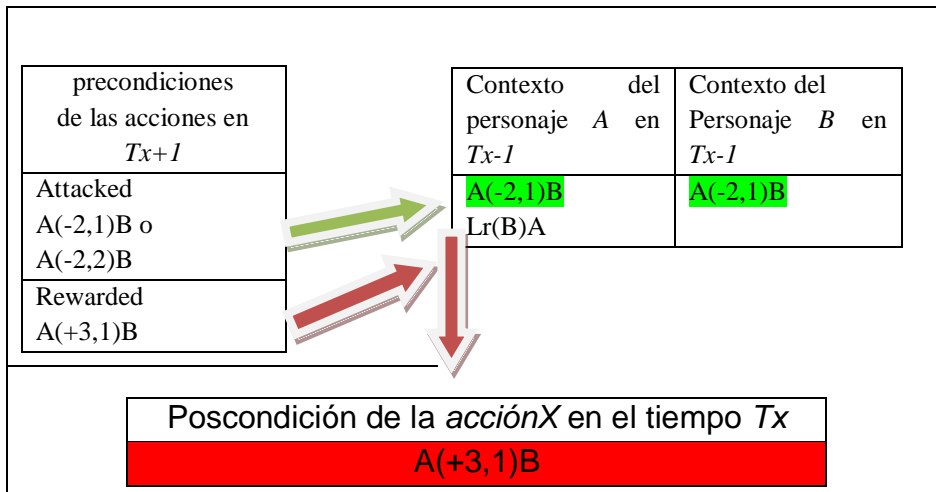 precondiciones
de las acciones en
Tx+1
Attacked
A(-2,1)B o
A(-2,2)B
Rewarded
A(+3,1)B
Contexto del
personaje A en
Tx-1
Contexto del
Personaje B en
Tx-1
A(-2,1)B
Lr(B)A
A(-2,1)B
Poscondición de la acciónX en el tiempo Tx
A(+3,1)B